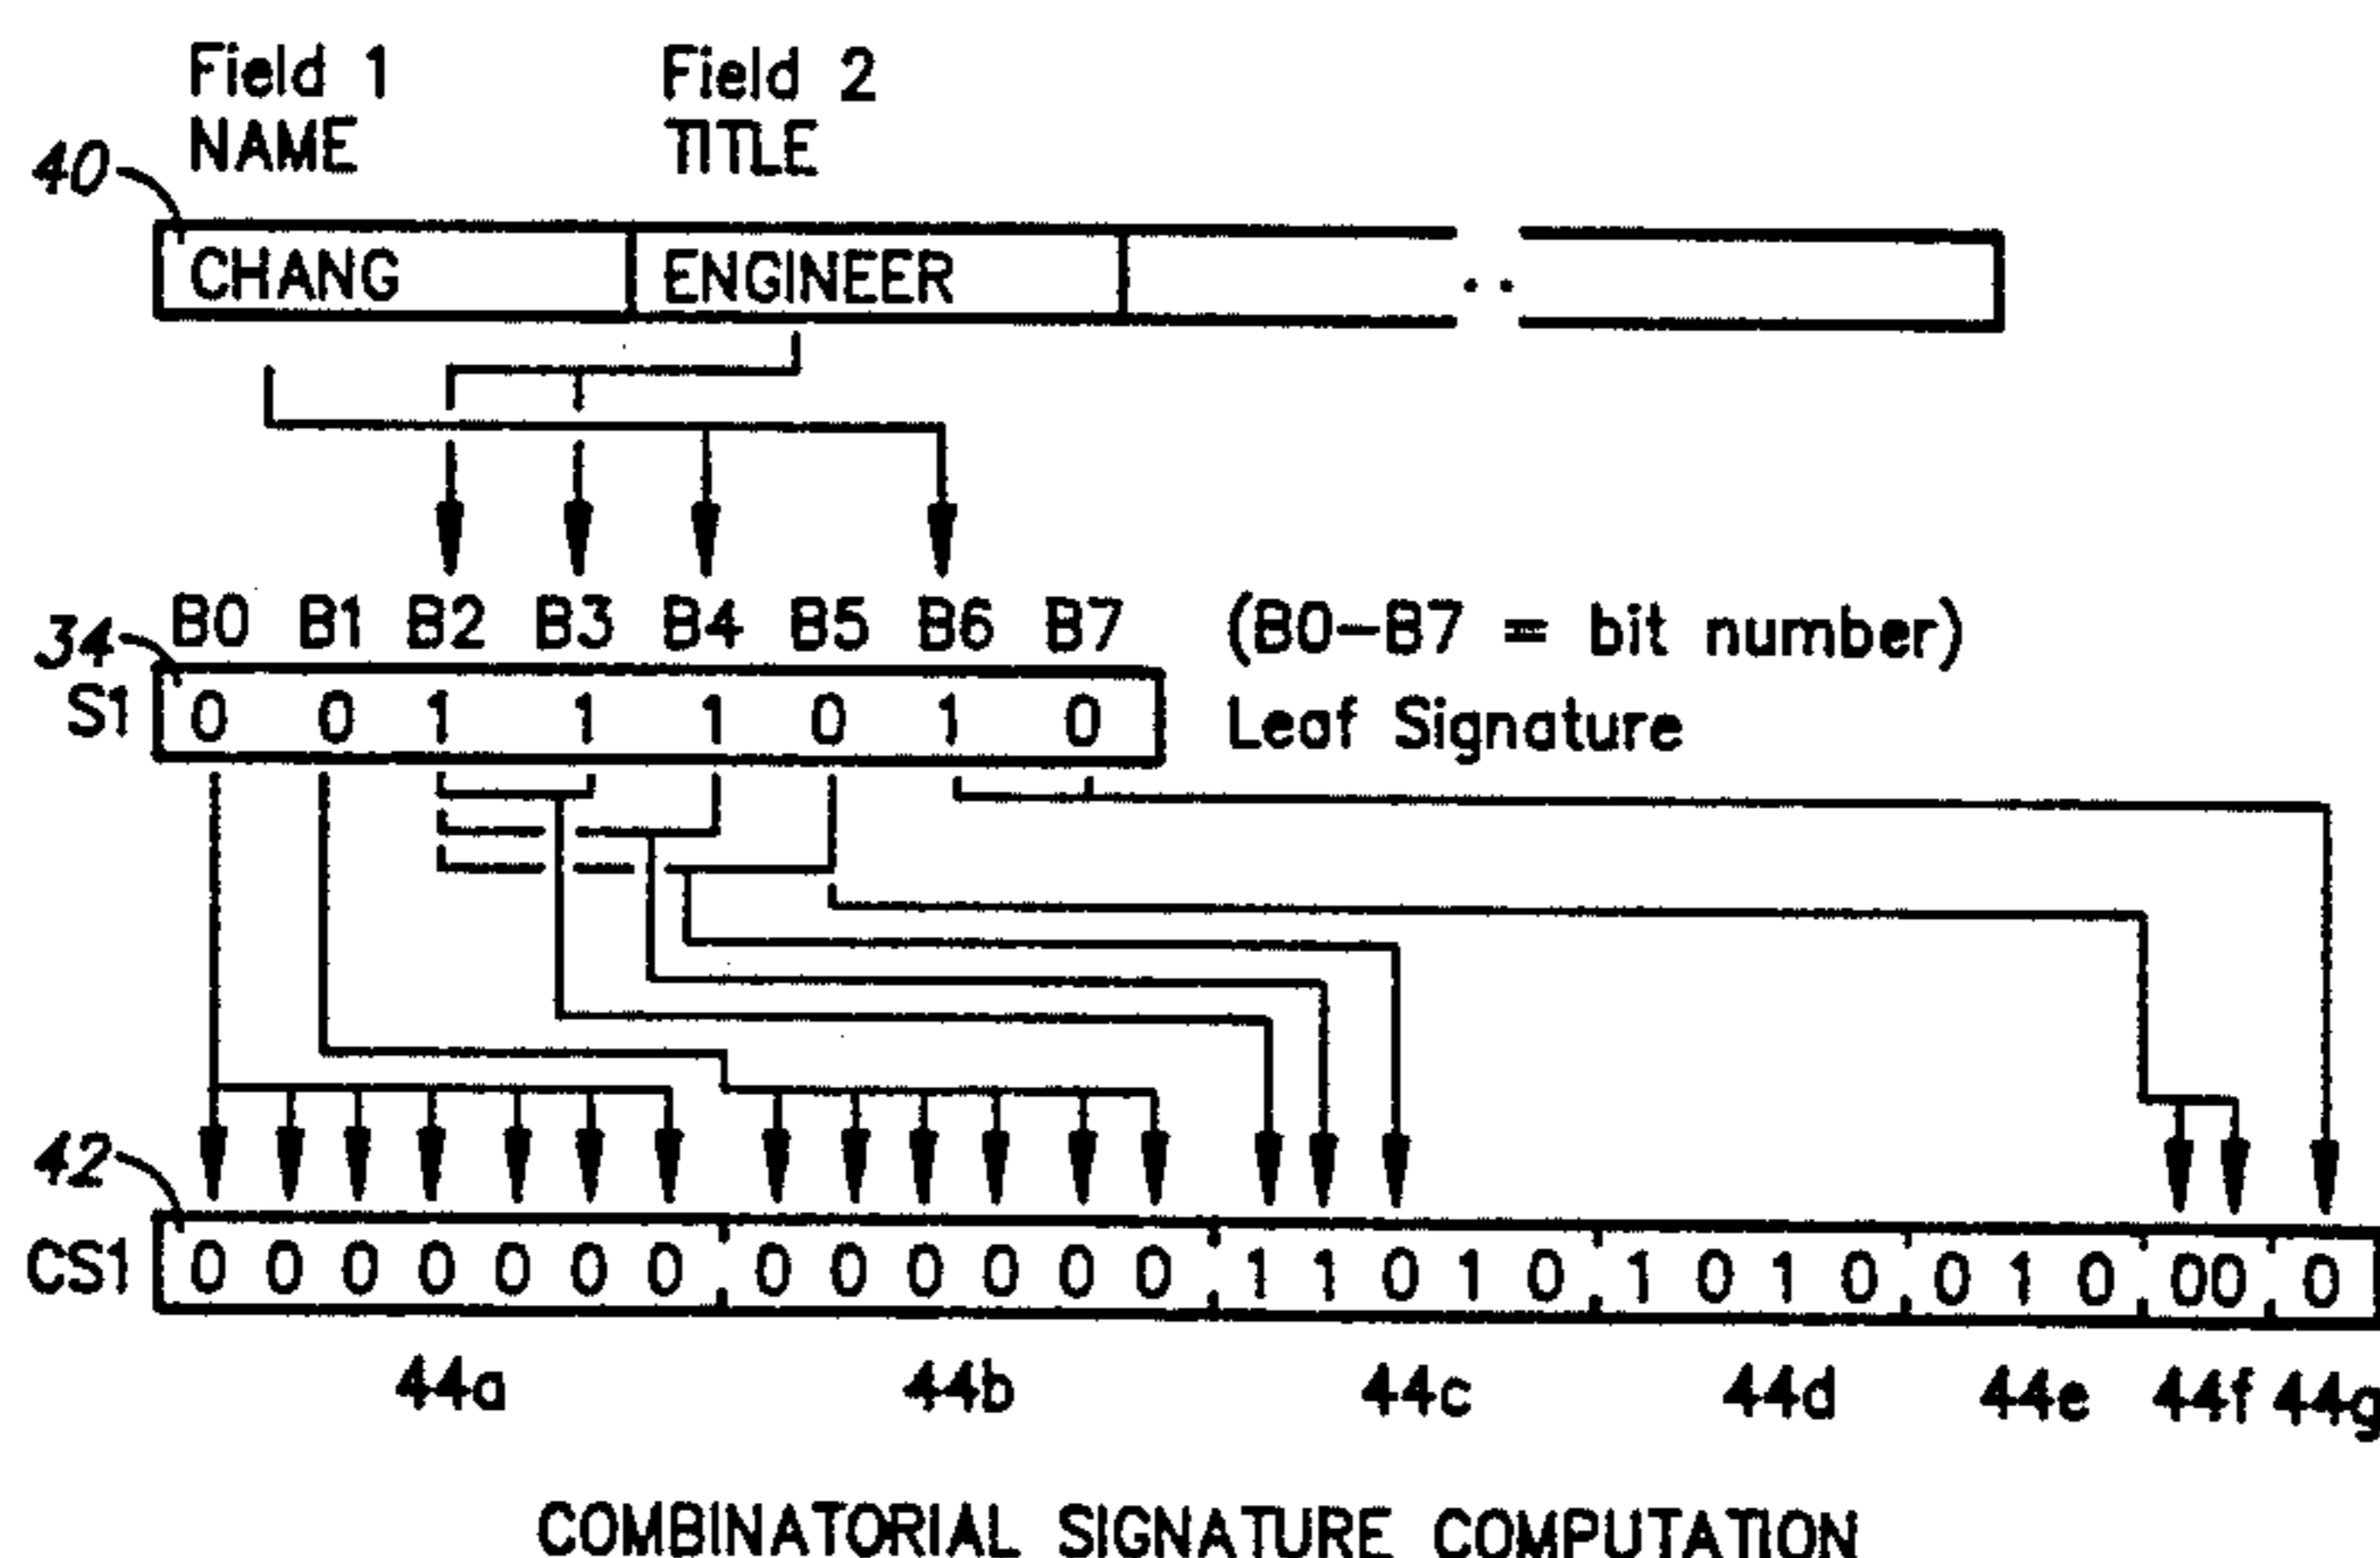 Field 1 Field 2
NAME TITLE
40
CHANG ENGINEER ..
B0 B1 B2 B3 B4 B5 B6 B7 (B0-B7 = bit number)
34
S1 0 0 1 1 1 0 1 0 Leaf Signature
42
CS1 0 0 0 0 0 0 0 0 0 0 0 0 0 1 1 0 1 0 1 0 1 0 0 1 0 00 0
44a 44b 44c 44d 44e 44f 44g
COMBINATORIAL SIGNATURE COMPUTATION